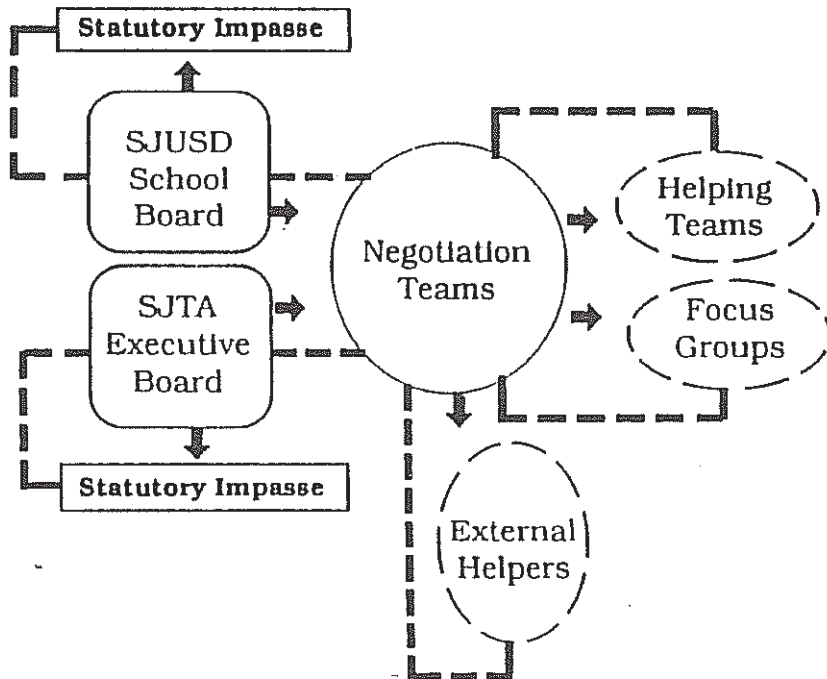 Statutory Impasse
SJUSD
School
Board
SJTA
Executive
Board
Statutory Impasse
Negotiation
Teams
Helping
Teams
Focus
Groups
External
Helpers